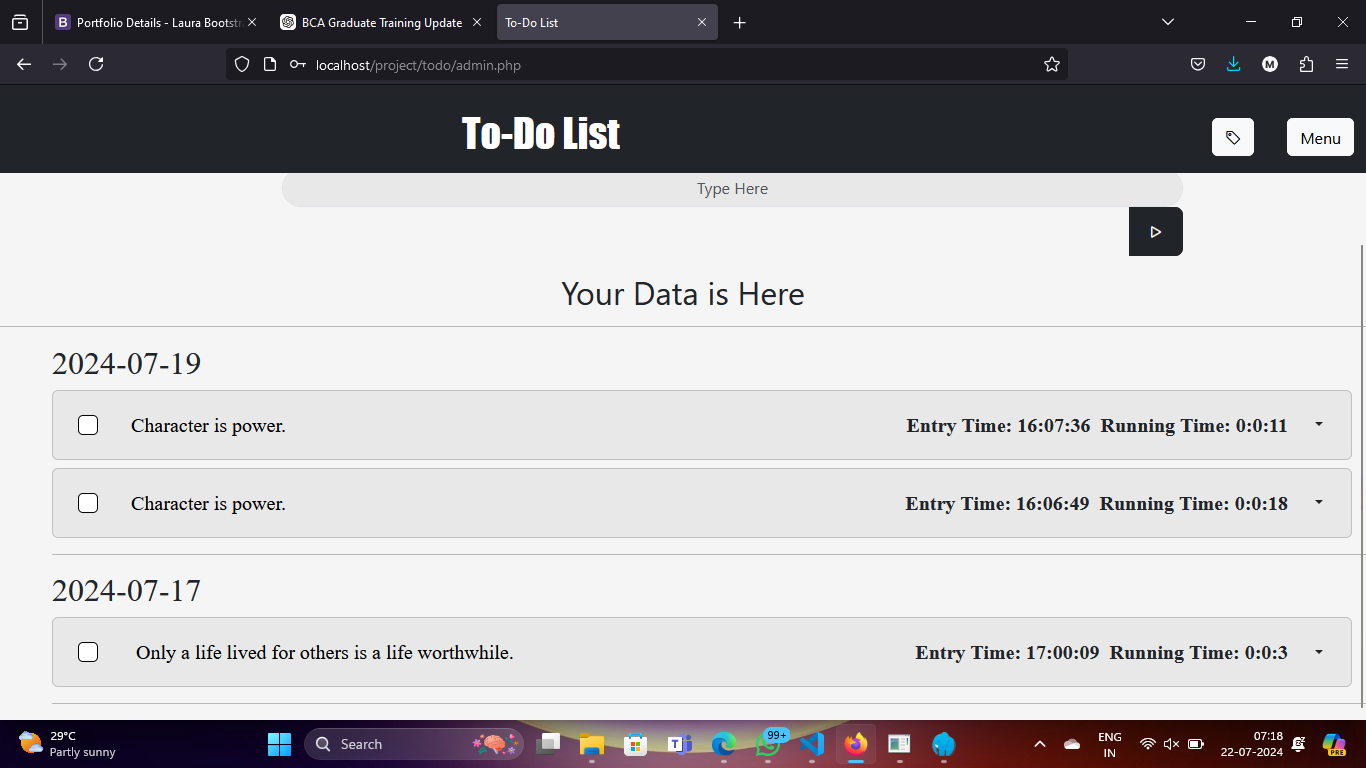 Portfolio Details - Laura Bootstr
BCA Graduate Training Update
To-Do List
localhost/project/todo/admin.php
M
To-Do List
Menu
Type Here
Your Data is Here
2024-07-19
Character is power. Entry Time: 16:07:36 Running Time: 0:0:11
Character is power. Entry Time: 16:06:49 Running Time: 0:0:18
2024-07-17
Only a life lived for others is a life worthwhile. Entry Time: 17:00:09 Running Time: 0:0:3
29°C
Partly sunny
Search
99+
ENG
IN
07:18
22-07-2024
PRE